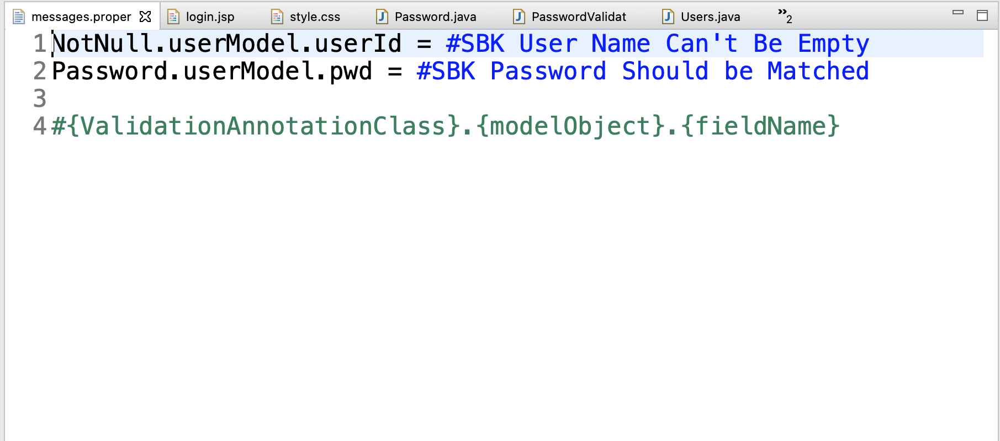 messages.proper login.jsp style.css Password.java PasswordValidat Users.java »2
1 NotNull.userModel.userId = #SBK User Name Can't Be Empty
2 Password.userModel.pwd = #SBK Password Should be Matched
3
4 #{ValidationAnnotationClass}.{modelObject}.{fieldName}